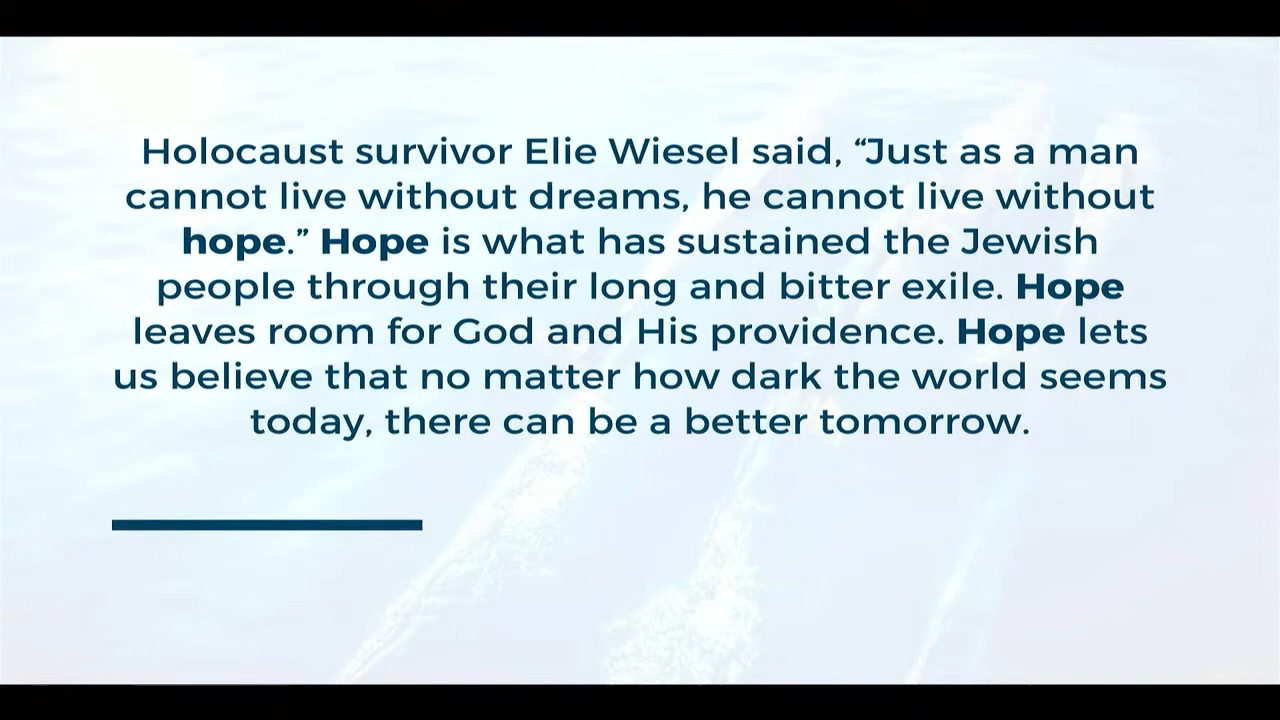 Holocaust survivor Elie Wiesel said, “Just as a man
cannot live without dreams, he cannot live without
hope.” Hope is what has sustained the Jewish
people through their long and bitter exile. Hope
leaves room for God and His providence. Hope lets
us believe that no matter how dark the world seems
today, there can be a better tomorrow.